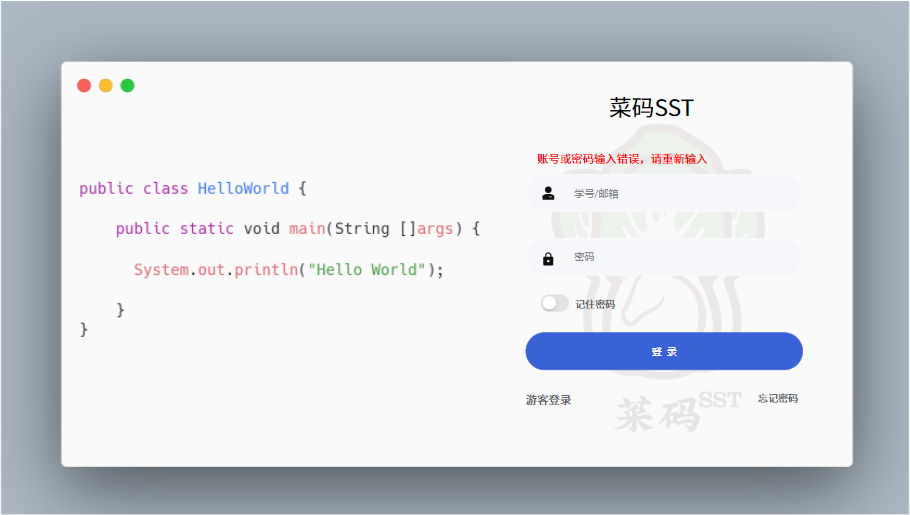 public class HelloWorld {
public static void main(String []args) {
System.out.println("Hello World");
}
}
菜码SST
账号或密码输入错误，请重新输入
学号/邮箱
密码
记住密码
登 录
游客登录
忘记密码
菜码SST